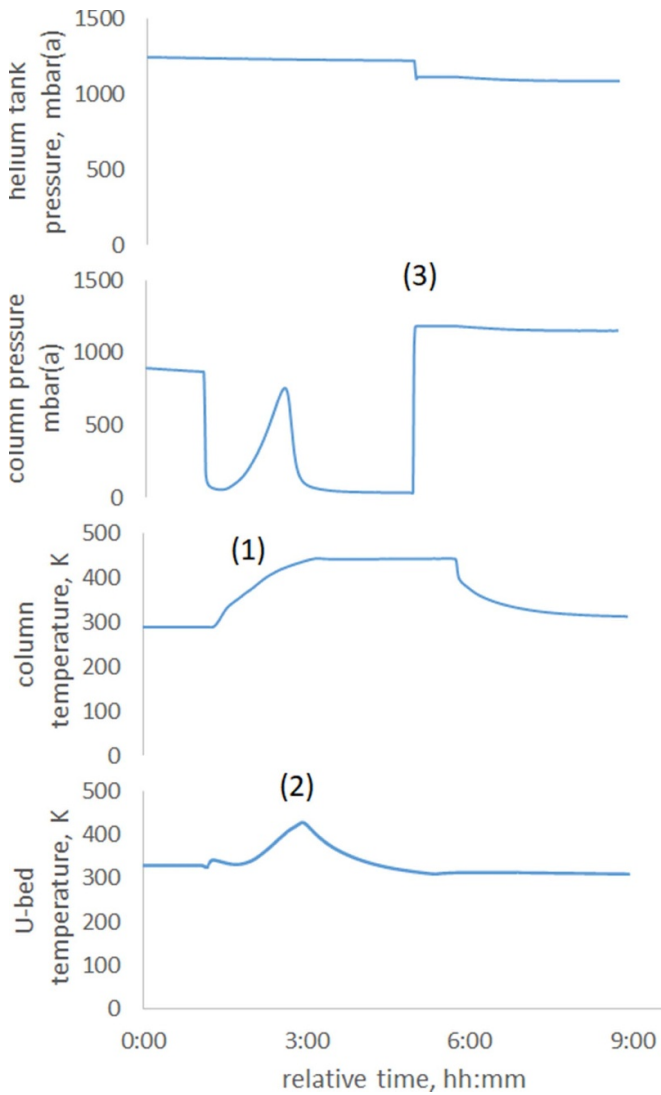 helium tank
pressure, mbar(a)
1500
1000
500
0
column pressure
mbar(a)
1500
1000
500
0
(3)
column
temperature, K
500
400
300
200
100
0
(1)
U-bed
temperature, K
500
400
300
200
100
0
(2)
0:00 3:00 6:00 9:00
relative time, hh:mm